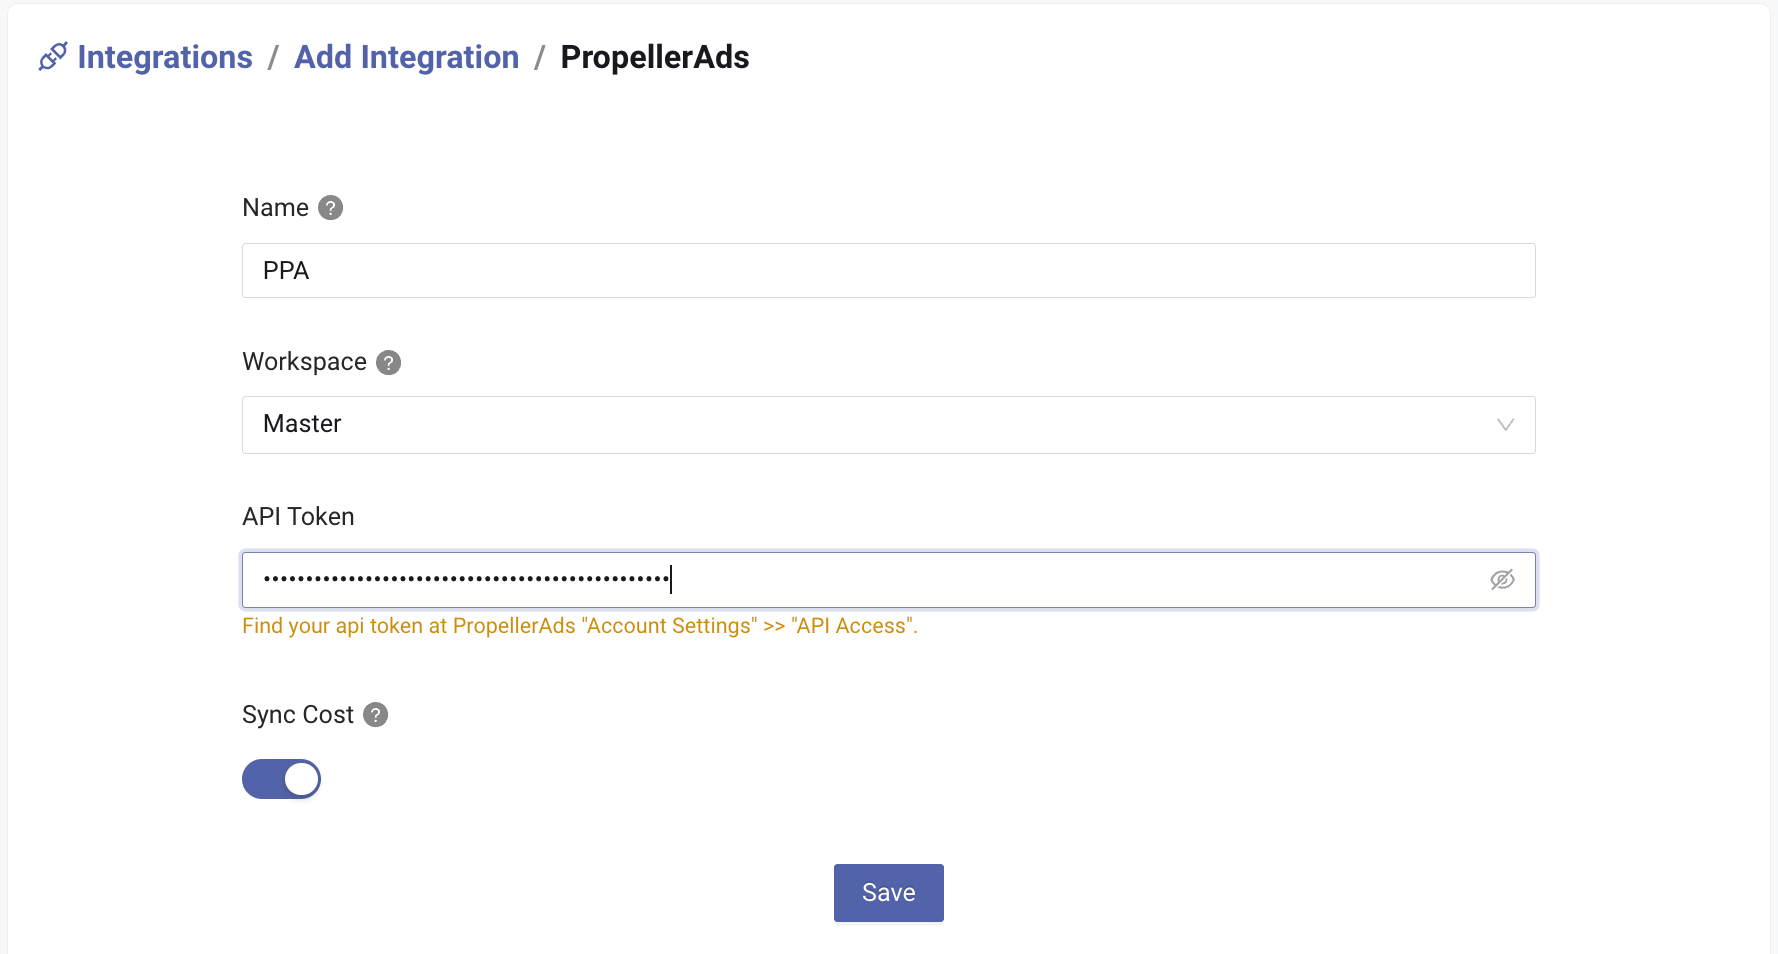 Integrations / Add Integration / PropellerAds
Name ?
PPA
Workspace ?
Master
API Token
••••••••••••••••••••••••••••••••••••••••••••••••
Find your api token at PropellerAds "Account Settings" >> "API Access".
Sync Cost ?
Save